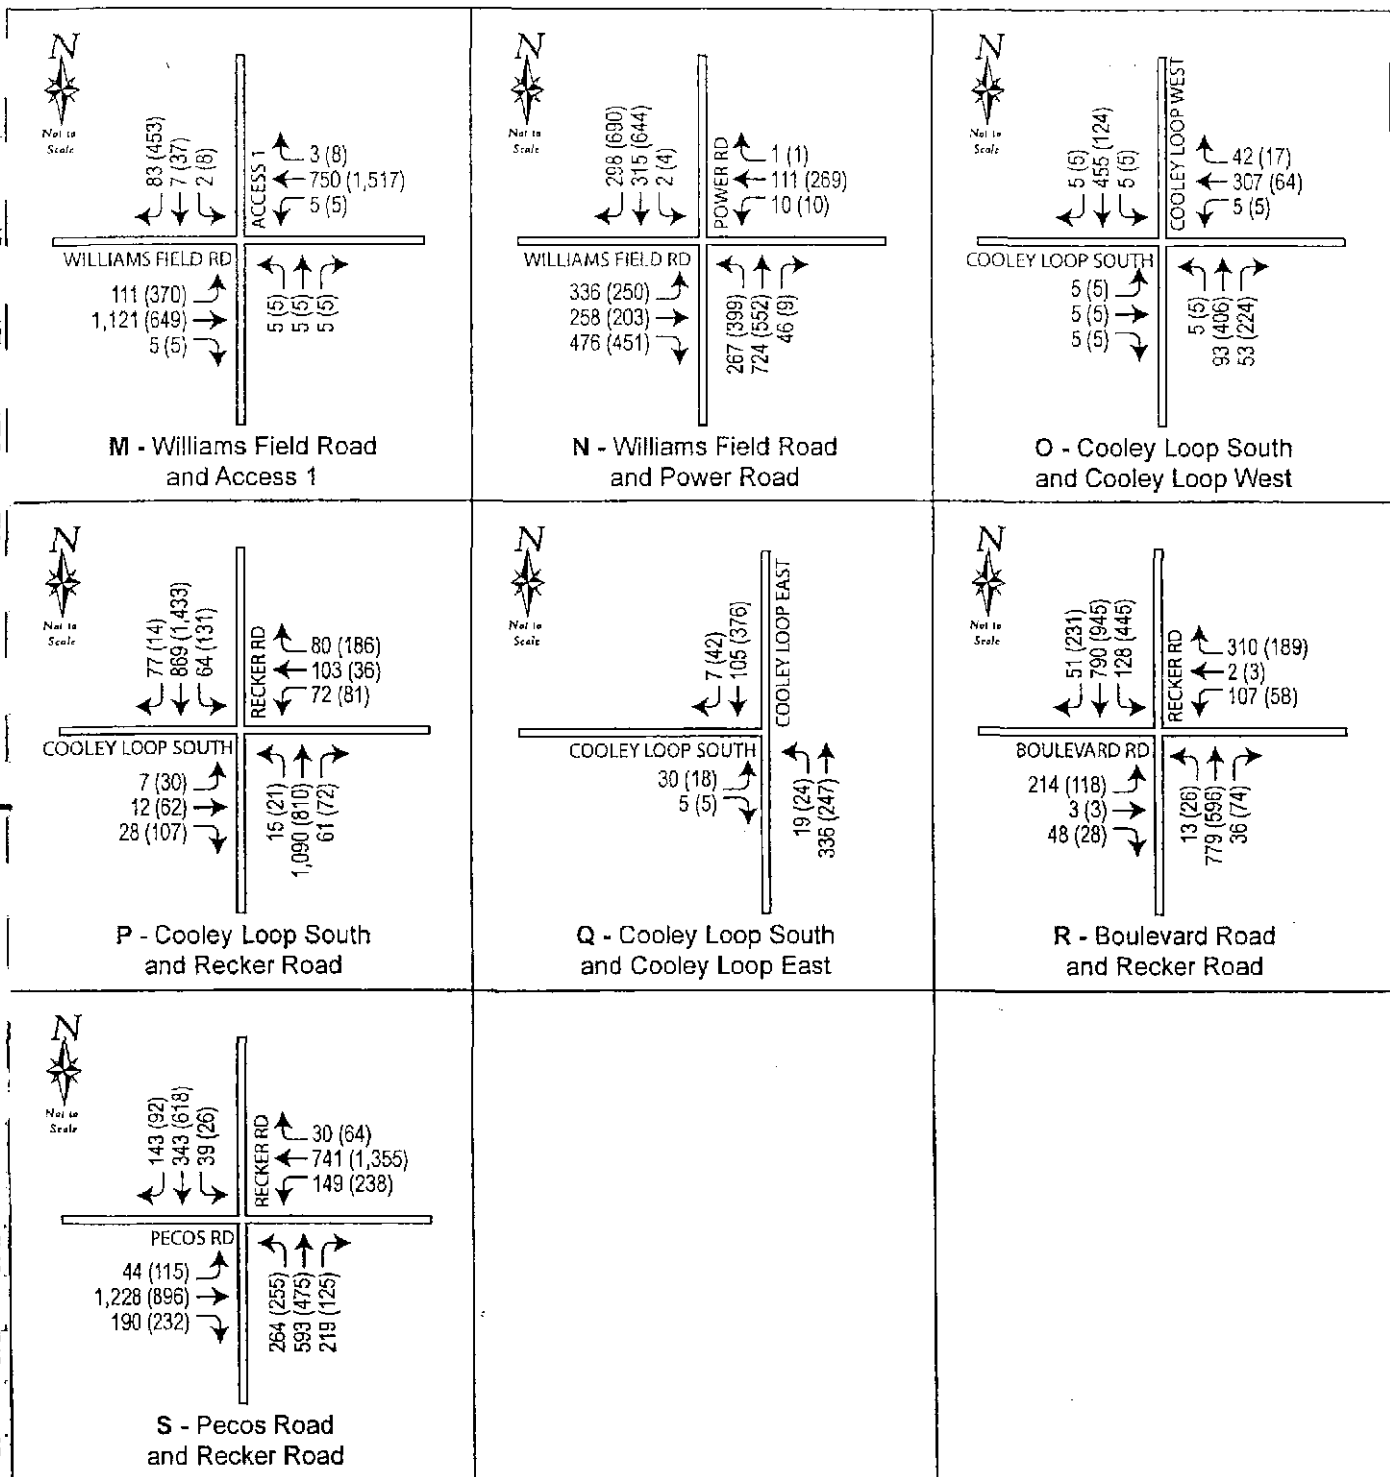 N
Not to
Scale
83 (453)
7 (37)
2 (8)
ACCESS 1
3 (8)
750 (1,517)
5 (5)
WILLIAMS FIELD RD
111 (370)
1,121 (649)
5 (5)
5 (5)
5 (5)
5 (5)
M - Williams Field Road
and Access 1
N
Not to
Scale
298 (690)
315 (644)
2 (4)
POWER RD
1 (1)
111 (269)
10 (10)
WILLIAMS FIELD RD
336 (250)
258 (203)
476 (451)
267 (399)
724 (552)
46 (9)
N - Williams Field Road
and Power Road
N
Not to
Scale
5 (5)
455 (124)
5 (5)
COOLEY LOOP WEST
42 (17)
307 (64)
5 (5)
COOLEY LOOP SOUTH
5 (5)
5 (5)
5 (5)
5 (5)
93 (406)
53 (224)
O - Cooley Loop South
and Cooley Loop West
N
Not to
Scale
77 (14)
869 (1,433)
64 (131)
RECKER RD
80 (186)
103 (36)
72 (81)
COOLEY LOOP SOUTH
7 (30)
12 (62)
28 (107)
15 (21)
1,090 (810)
61 (72)
P - Cooley Loop South
and Recker Road
N
Not to
Scale
7 (42)
105 (376)
COOLEY LOOP EAST
COOLEY LOOP SOUTH
30 (18)
5 (5)
19 (24)
336 (247)
Q - Cooley Loop South
and Cooley Loop East
N
Not to
Scale
51 (231)
790 (945)
128 (445)
RECKER RD
310 (189)
2 (3)
107 (58)
BOULEVARD RD
214 (118)
3 (3)
48 (28)
13 (26)
779 (596)
36 (74)
R - Boulevard Road
and Recker Road
N
Not to
Scale
143 (92)
343 (618)
39 (26)
RECKER RD
30 (64)
741 (1,355)
149 (238)
PECOS RD
44 (115)
1,228 (896)
190 (232)
264 (255)
593 (475)
219 (125)
S - Pecos Road
and Recker Road